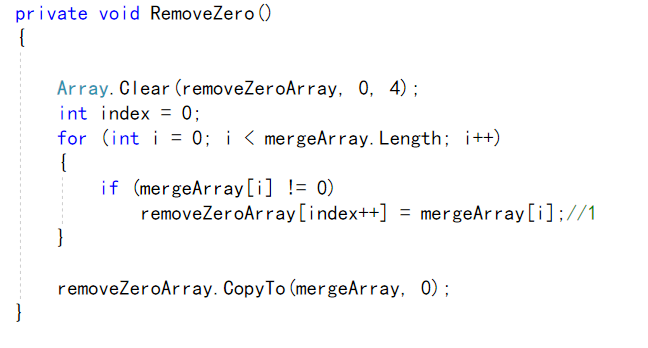 private void RemoveZero()
{
Array.Clear(removeZeroArray, 0, 4);
int index = 0;
for (int i = 0; i < mergeArray.Length; i++)
{
if (mergeArray[i] != 0)
removeZeroArray[index++] = mergeArray[i];//1
}
removeZeroArray.CopyTo(mergeArray, 0);
}